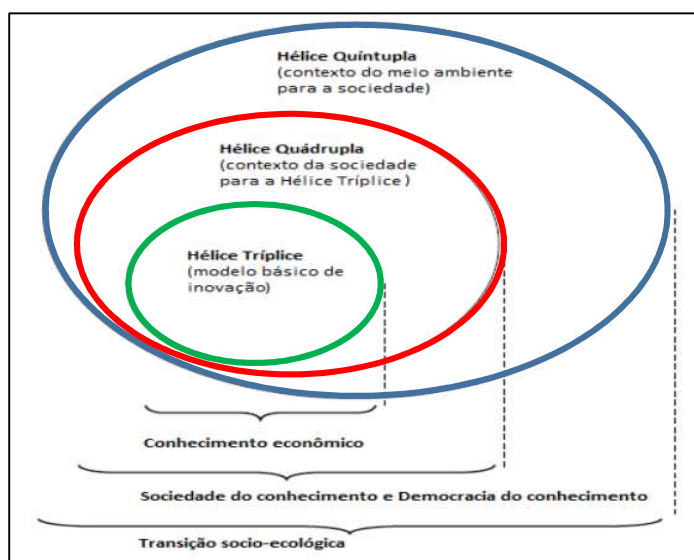 Hélice Quíntupla
(contexto do meio ambiente
para a sociedade)
Hélice Quádrupla
(contexto da sociedade
para a Hélice Tríplice )
Hélice Tríplice
(modelo básico de
inovação)
Conhecimento econômico
Sociedade do conhecimento e Democracia do conhecimento
Transição socio-ecológica